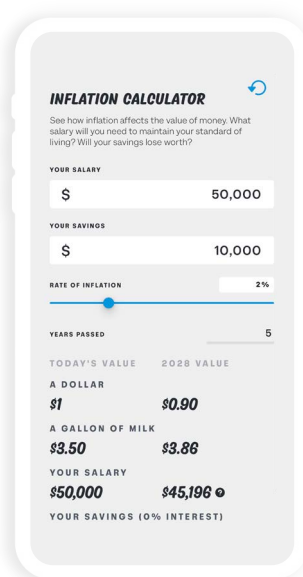 INFLATION CALCULATOR
See how inflation affects the value of money. What
salary will you need to maintain your standard of
living? Will your savings lose worth?
YOUR SALARY
$ 50,000
YOUR SAVINGS
$ 10,000
RATE OF INFLATION 2%
YEARS PASSED 5
TODAY'S VALUE 2028 VALUE
A DOLLAR
$1 $0.90
A GALLON OF MILK
$3.50 $3.86
YOUR SALARY
$50,000 $45,196 ?
YOUR SAVINGS (0% INTEREST)